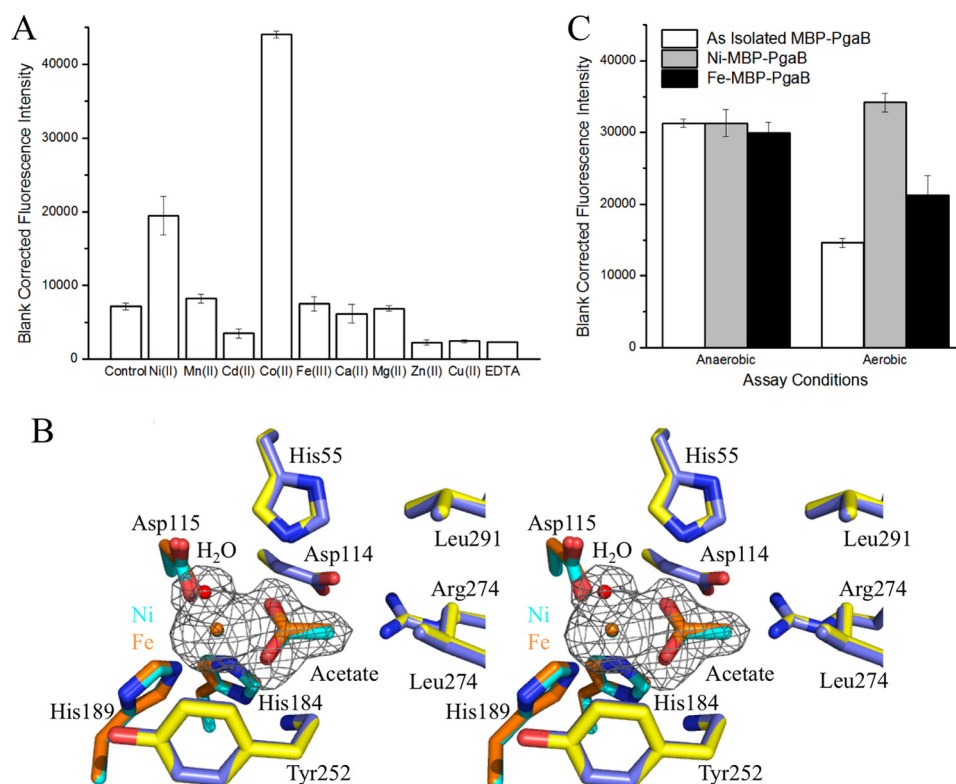 A
Blank Corrected Fluorescence Intensity
40000
30000
20000
10000
0
Control Ni(II) Mn(II) Cd(II) Co(II) Fe(III) Ca(II) Mg(II) Zn(II) Cu(II) EDTA
C
As Isolated MBP-PgaB
Ni-MBP-PgaB
Fe-MBP-PgaB
Blank Corrected Fluorescence Intensity
40000
30000
20000
10000
0
Anaerobic Aerobic
Assay Conditions
B
His55
Asp115
H2O
Leu291
Asp114
Arg274
Ni
Fe
Acetate
Leu274
His184
His189
Tyr252
His55
Asp115
H2O
Leu291
Asp114
Arg274
Ni
Fe
Acetate
Leu274
His184
His189
Tyr252